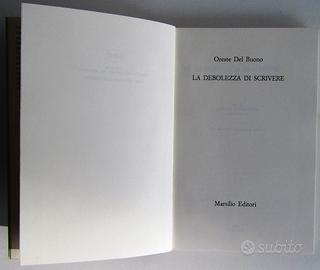 Oreste Del Buono
LA DEBOLEZZA DI SCRIVERE
Marsilio Editori
subito